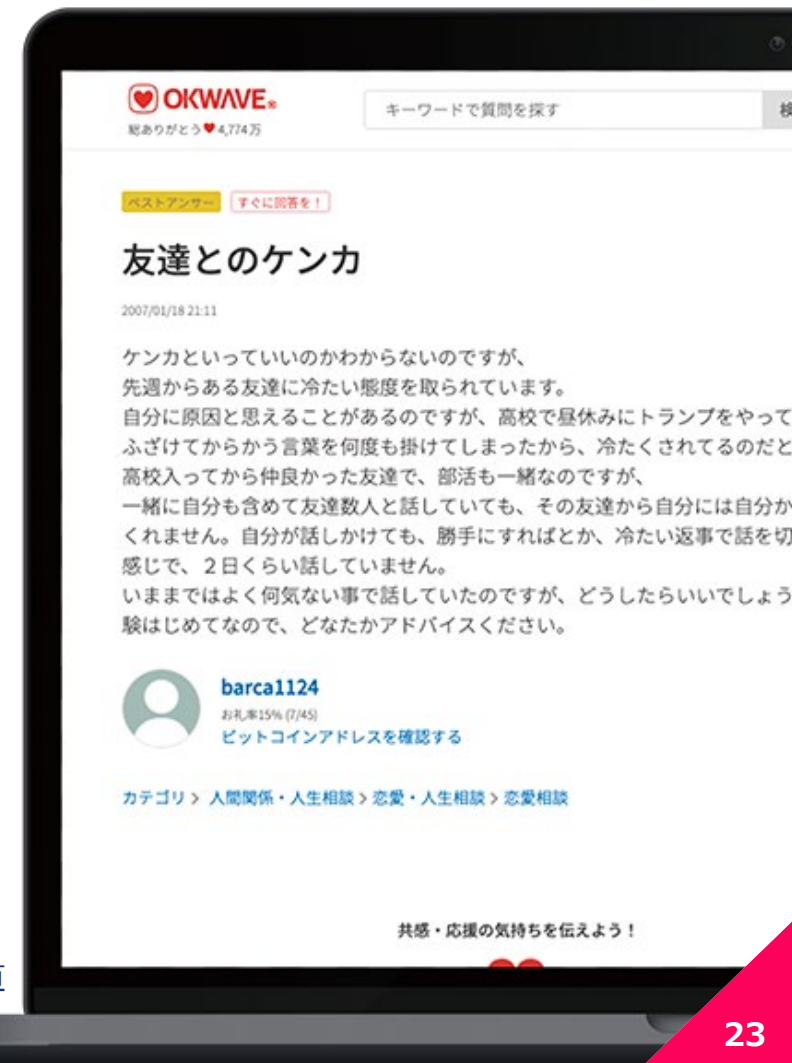 OKWAVE®
総ありがとう♥4,774万
キーワードで質問を探す
検
ベストアンサー
すぐに回答を！
友達とのケンカ
2007/01/18 21:11
ケンカといっていいのかわからないのですが、
先週からある友達に冷たい態度を取られています。
自分に原因と思えることがあるのですが、高校で昼休みにトランプをやって
ふざけてからかう言葉を何度も掛けてしまったから、冷たくされてるのだと
高校入ってから仲良かった友達で、部活も一緒なのですが、
一緒に自分も含めて友達数人と話していても、その友達から自分には自分か
くれません。自分が話しかけても、勝手にすればとか、冷たい返事で話を切
感じで、２日くらい話していません。
いままではよく何気ない事で話していたのですが、どうしたらいいでしょう
験はじめてなので、どなたかアドバイスください。
barca1124
お礼率15% (7/45)
ビットコインアドレスを確認する
カテゴリ > 人間関係・人生相談 > 恋愛・人生相談 > 恋愛相談
共感・応援の気持ちを伝えよう！
23